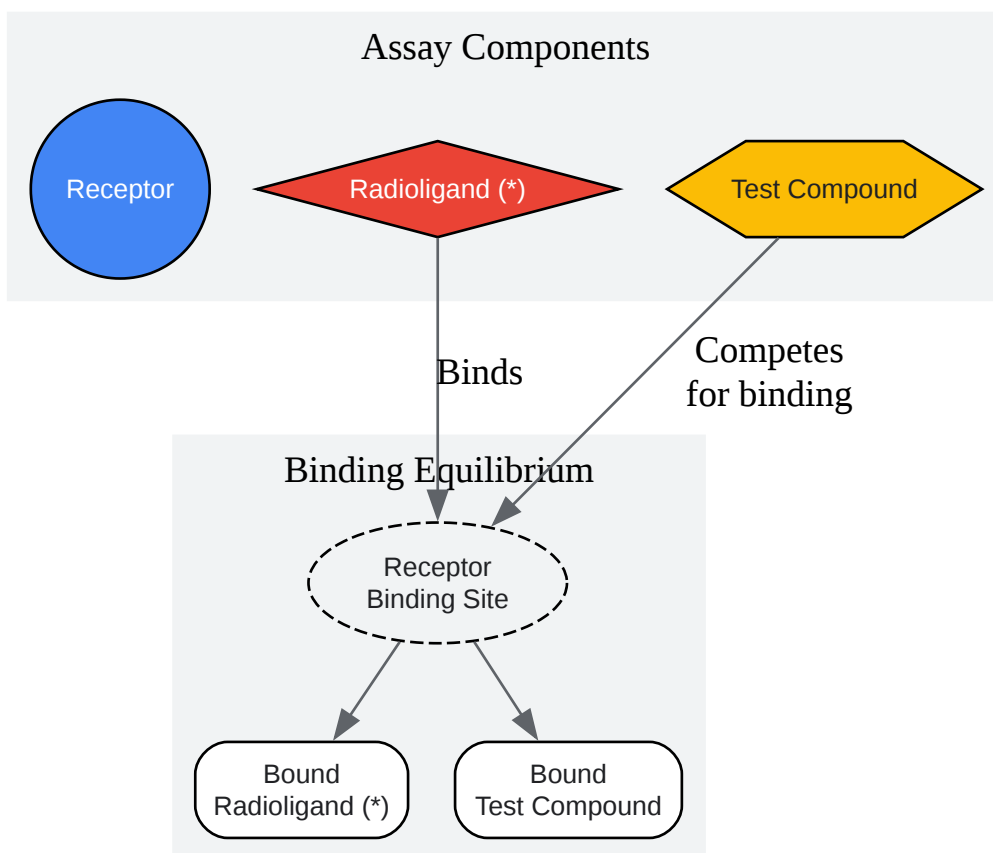 Assay Components
Receptor
Radioligand (*)
Test Compound
Binds
Competes
for binding
Binding Equilibrium
Receptor
Binding Site
Bound
Radioligand (*)
Bound
Test Compound